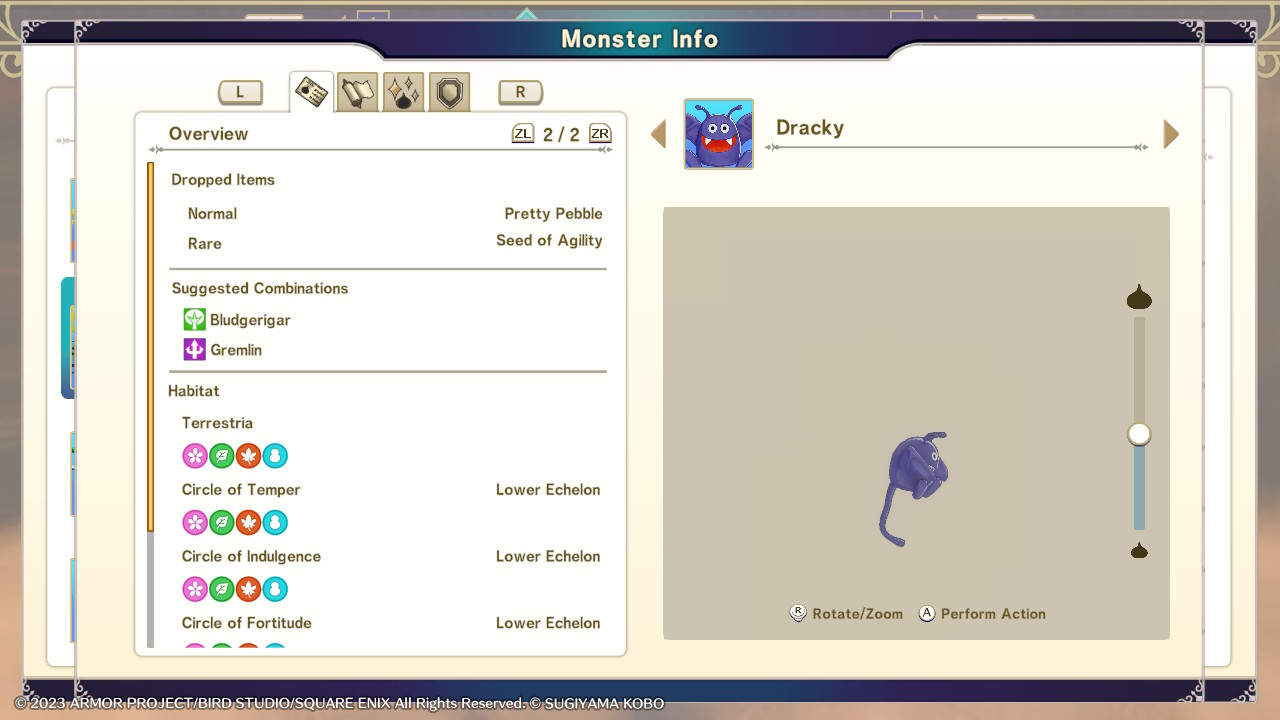 Monster Info
L
R
Overview
ZL 2 / 2 ZR
Dropped Items
Normal Pretty Pebble
Rare Seed of Agility
Suggested Combinations
Bludgerigar
Gremlin
Habitat
Terrestria
Circle of Temper Lower Echelon
Circle of Indulgence Lower Echelon
Circle of Fortitude Lower Echelon
Dracky
R Rotate/Zoom A Perform Action
© 2023 ARMOR PROJECT/BIRD STUDIO/SQUARE ENIX All Rights Reserved. © SUGIYAMA KOBO